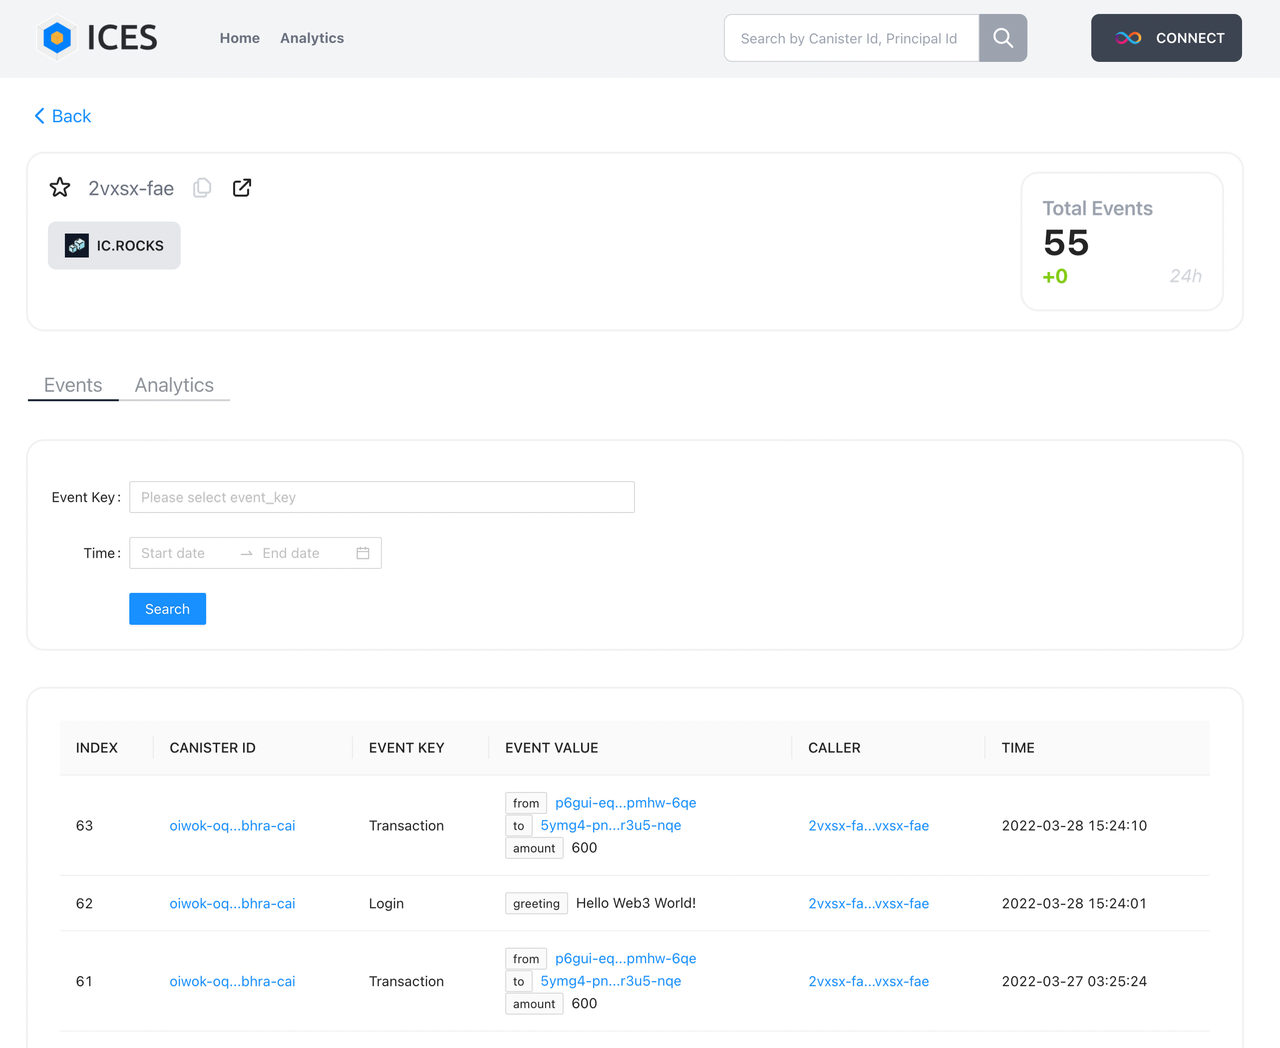 ICES Home Analytics Search by Canister Id, Principal Id CONNECT
Back
2vxsx-fae
IC.ROCKS
Total Events
55
+0 24h
Events Analytics
Event Key : Please select event_key
Time : Start date → End date
Search
INDEX CANISTER ID EVENT KEY EVENT VALUE CALLER TIME
from p6gui-eq...pmhw-6qe
63 oiwok-oq...bhra-cai Transaction to 5ymg4-pn...r3u5-nqe 2vxsx-fa...vxsx-fae 2022-03-28 15:24:10
amount 600
62 oiwok-oq...bhra-cai Login greeting Hello Web3 World! 2vxsx-fa...vxsx-fae 2022-03-28 15:24:01
from p6gui-eq...pmhw-6qe
61 oiwok-oq...bhra-cai Transaction to 5ymg4-pn...r3u5-nqe 2vxsx-fa...vxsx-fae 2022-03-27 03:25:24
amount 600